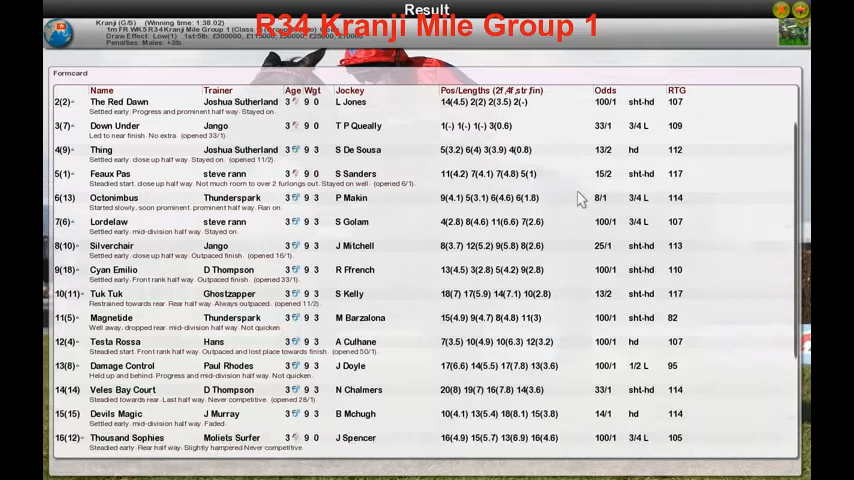 Result
R34 Kranji Mile Group 1
Kranji (G/S) (Winning time: 1:38.02)
1m FR WK5 R34 Kranji Mile Group 1 (Class
Draw Effect: Low(1) 1st-5th: £300000,
Penalties: Males: +3lb
Formcard
Name Trainer Age Wgt Jockey Pos/Lengths (2f,4f,str,fin) Odds RTG
2(2) The Red Dawn Joshua Sutherland 3 9 0 L Jones 14(4.5) 2(2) 2(3.5) 2(-) 100/1 sht-hd 107
Settled early. Progress and prominent half way. Stayed on.
3(7) Down Under Jango 3 9 3 T P Queally 1(-) 1(-) 1(-) 3(0.6) 33/1 3/4 L 109
Led to near finish. No extra. (opened 33/1)
4(9) Thing Joshua Sutherland 3 9 3 S De Sousa 5(3.2) 6(4) 3(3.9) 4(0.8) 13/2 hd 112
Settled early. close up half way. Stayed on. (opened 11/2)
5(1) Feaux Pas steve rann 3 9 0 S Sanders 11(4.2) 7(4.1) 7(4.8) 5(1) 15/2 sht-hd 117
Steadied start. close up half way. Not much room to over 2 furlongs out. Stayed on well. (opened 6/1)
6(13) Octonimbus Thunderspark 3 9 3 P Makin 9(4.1) 5(3.1) 6(4.6) 6(1.8) 8/1 3/4 L 114
Started slowly, soon prominent. prominent half way. Ran on.
7(6) Lordelaw steve rann 3 9 3 S Golam 4(2.8) 8(4.6) 11(6.6) 7(2.6) 100/1 3/4 L 107
Settled early. mid-division half way. Stayed on.
8(10) Silverchair Jango 3 9 3 J Mitchell 8(3.7) 12(5.2) 9(5.8) 8(2.6) 25/1 sht-hd 113
Settled early. close up half way. Outpaced finish. (opened 16/1)
9(18) Cyan Emilio D Thompson 3 9 3 R Ffrench 13(4.5) 3(2.8) 5(4.2) 9(2.8) 100/1 sht-hd 110
Settled early. Front rank half way. Outpaced from finish. (opened 33/1)
10(11) Tuk Tuk Ghostzapper 3 9 3 S Kelly 18(7) 17(5.9) 14(7.1) 10(2.8) 13/2 sht-hd 117
Restrained towards rear. Rear half way. Always outpaced. (opened 11/2)
11(5) Magnetide Thunderspark 3 9 3 M Barzalona 15(4.9) 9(4.7) 8(4.8) 11(3) 100/1 3/4 L 82
Well away, dropped rear. mid-division half way. Not quicken.
12(4) Testa Rossa Hans 3 9 3 A Culhane 7(3.5) 10(4.9) 10(6.3) 12(3.2) 100/1 hd 107
Steadied start. Front rank half way. Outpaced and lost place towards finish. (opened 50/1)
13(8) Damage Control Paul Rhodes 3 9 3 J Doyle 17(6.6) 14(5.5) 17(7.8) 13(3.6) 100/1 1/2 L 95
Held up and behind. Progress and mid-division half way. Not quicken.
14(14) Veles Bay Court D Thompson 3 9 3 N Chalmers 20(8) 19(7) 16(7.8) 14(3.6) 33/1 sht-hd 114
Steadied towards rear. Last half way. Never competitive. (opened 28/1)
15(15) Devils Magic J Murray 3 9 3 B Mchugh 10(4.1) 13(5.4) 18(8.1) 15(3.8) 14/1 hd 114
Settled early. mid-division half way. Faded.
16(12) Thousand Sophies Moliets Surfer 3 9 0 J Spencer 16(4.9) 15(5.7) 13(6.9) 16(4.6) 100/1 3/4 L 105
Steadied early. Rear half way. Slightly hampered.Never competitive.